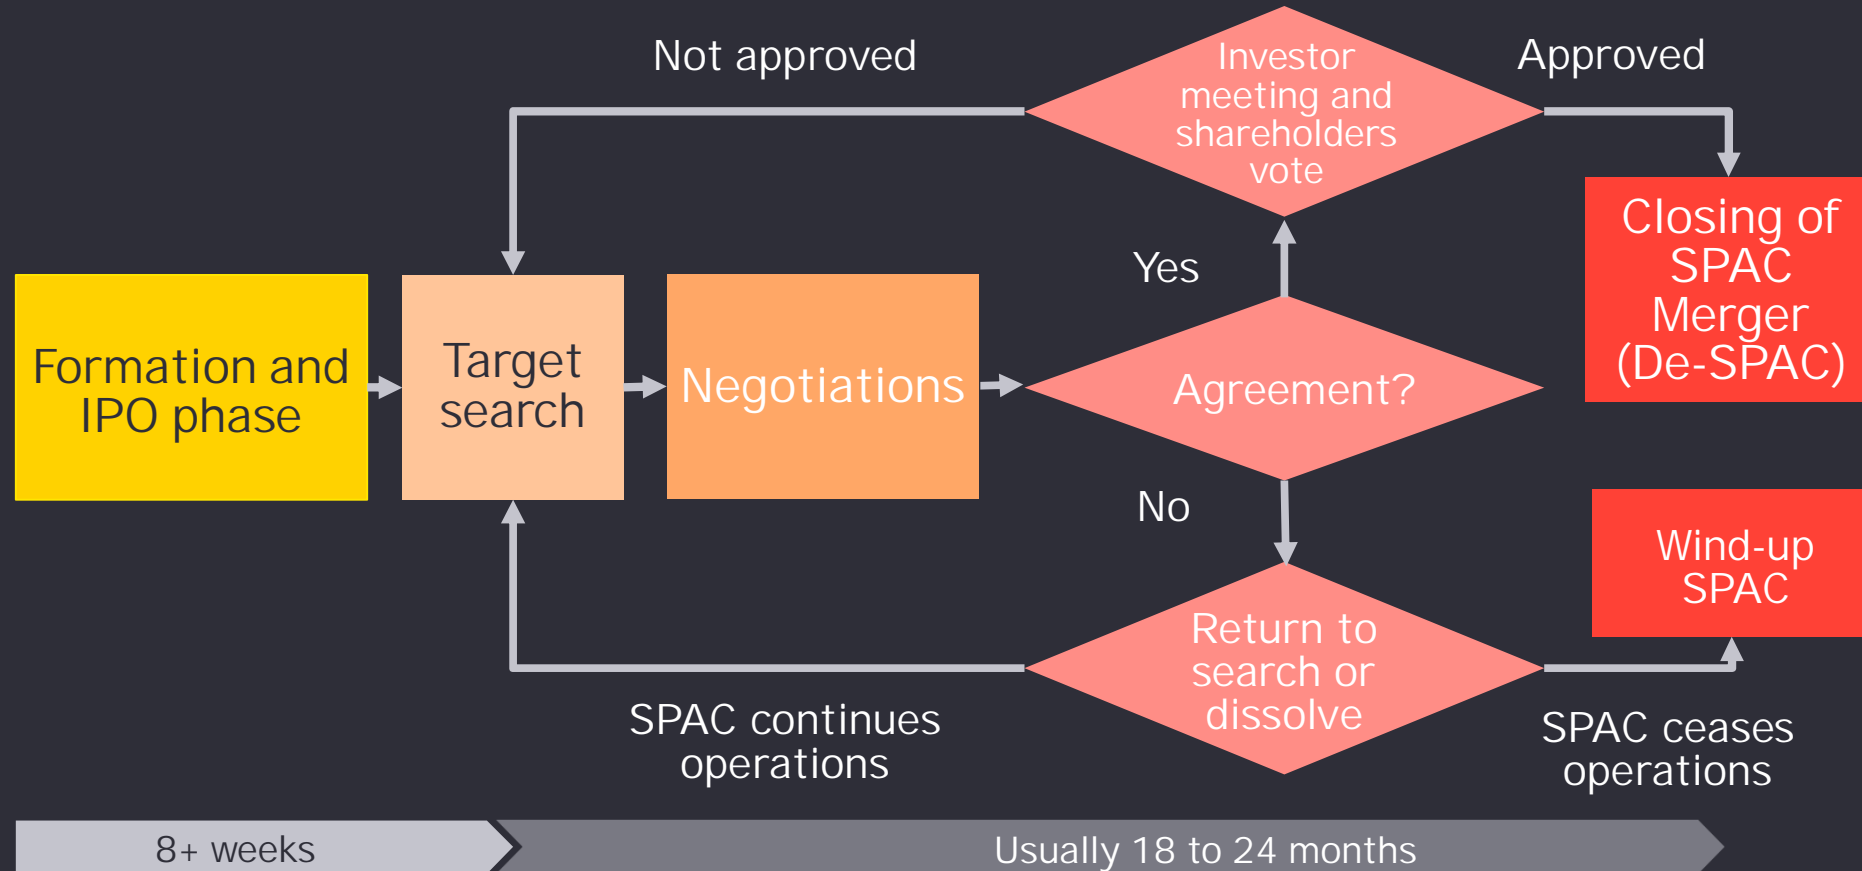 Not approved
Investor
meeting and
shareholders
vote
Approved
Closing of
SPAC
Merger
(De-SPAC)
Yes
Formation and
IPO phase
Target
search
Negotiations
Agreement?
No
Wind-up
SPAC
Return to
search or
dissolve
SPAC continues
operations
SPAC ceases
operations
8+ weeks
Usually 18 to 24 months